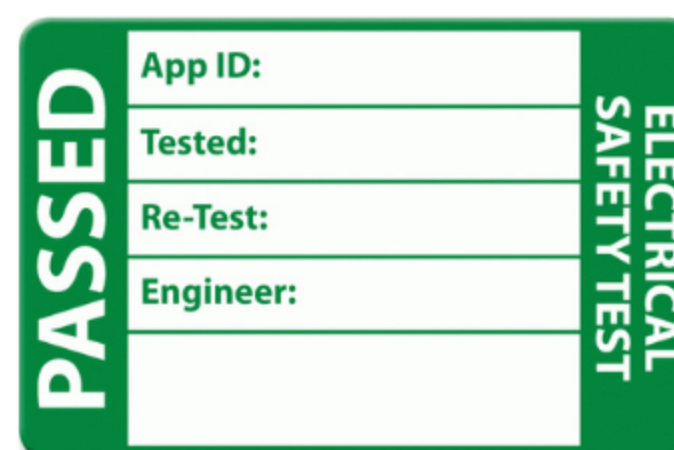 PASSED
App ID:
Tested:
Re-Test:
Engineer:
ELECTRICAL
SAFETY TEST